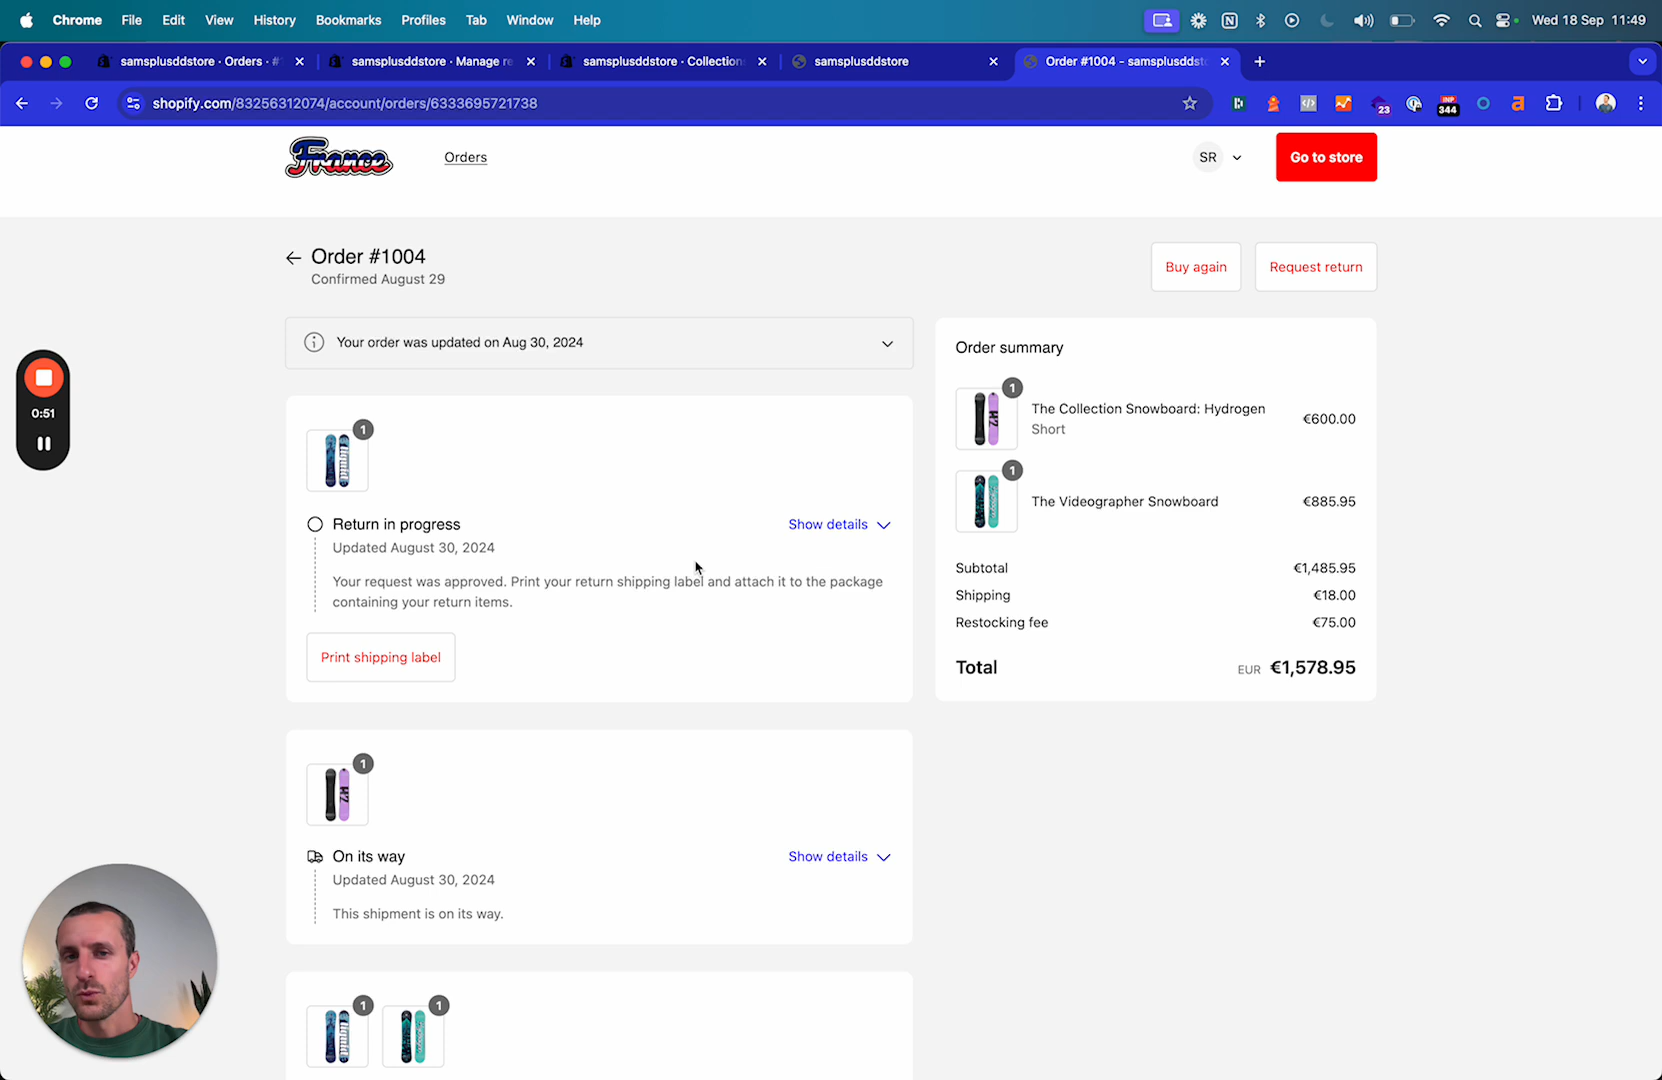 Chrome File Edit View History Bookmarks Profiles Tab Window Help
Wed 18 Sep 11:49
samsplusddstore · Orders · #
samsplusddstore · Manage re
samsplusddstore · Collection
samsplusddstore
Order #1004 - samsplusddsto
shopify.com/83256312074/account/orders/6333695721738
23
INP
344
France
Orders
SR
Go to store
Order #1004
Confirmed August 29
Buy again
Request return
Your order was updated on Aug 30, 2024
0:51
1
Return in progress
Show details
Updated August 30, 2024
Your request was approved. Print your return shipping label and attach it to the package
containing your return items.
Print shipping label
1
On its way
Show details
Updated August 30, 2024
This shipment is on its way.
1
1
Order summary
1
The Collection Snowboard: Hydrogen
Short
€600.00
1
The Videographer Snowboard
€885.95
Subtotal
€1,485.95
Shipping
€18.00
Restocking fee
€75.00
Total
EUR €1,578.95